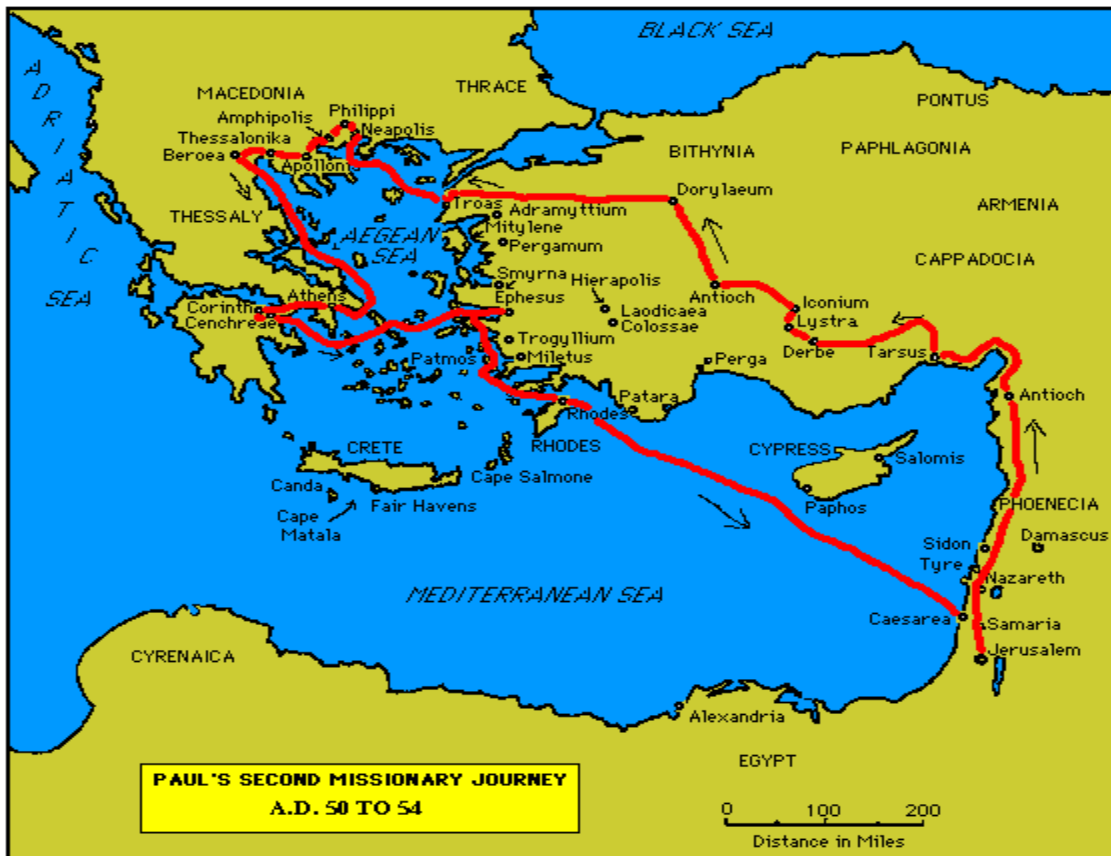 BLACK SEA
ADRIATIC SEA
MACEDONIA
THRACE
PONTUS
Amphipolis
Philippi
Neapolis
Thessalonika
Beroea
Apollonia
BITHYNIA
PAPHLAGONIA
Dorylaeum
ARMENIA
Troas
Adramyttium
THESSALY
Mitylene
AEGEAN
SEA
Pergamum
CAPPADOCIA
Smyrna
Hierapolis
Antioch
Athens
Ephesus
Iconium
Corinth
Laodicaea
Lystra
Cenchreae
Colossae
Trogyllium
Derbe
Tarsus
Patmos
Miletus
Perga
Patara
Antioch
Rhodes
CRETE
RHODES
CYPRESS
Salomis
Cape Salmone
Canda
Fair Havens
Paphos
PHOENECIA
Cape
Matala
Sidon
Damascus
Tyre
Nazareth
MEDITERRANEAN SEA
Caesarea
Samaria
CYRENAICA
Jerusalem
Alexandria
EGYPT
PAUL'S SECOND MISSIONARY JOURNEY
A.D. 50 TO 54
0 100 200
Distance in Miles